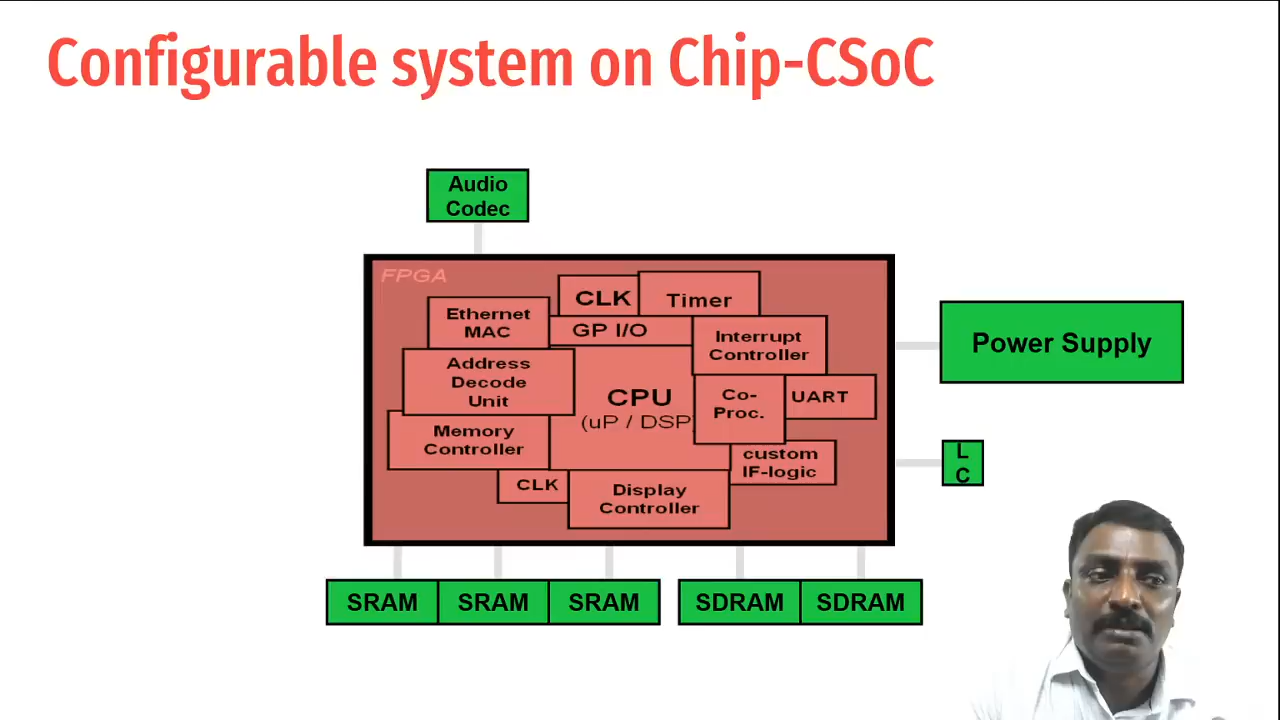 Configurable system on Chip-CSoC
Audio
Codec
FPGA
CLK
Timer
Ethernet
MAC
GP I/O
Interrupt
Controller
Address
Decode
Unit
CPU
(uP / DSP)
Co-
Proc.
UART
Memory
Controller
custom
IF-logic
CLK
Display
Controller
Power Supply
L
C
SRAM
SRAM
SRAM
SDRAM
SDRAM